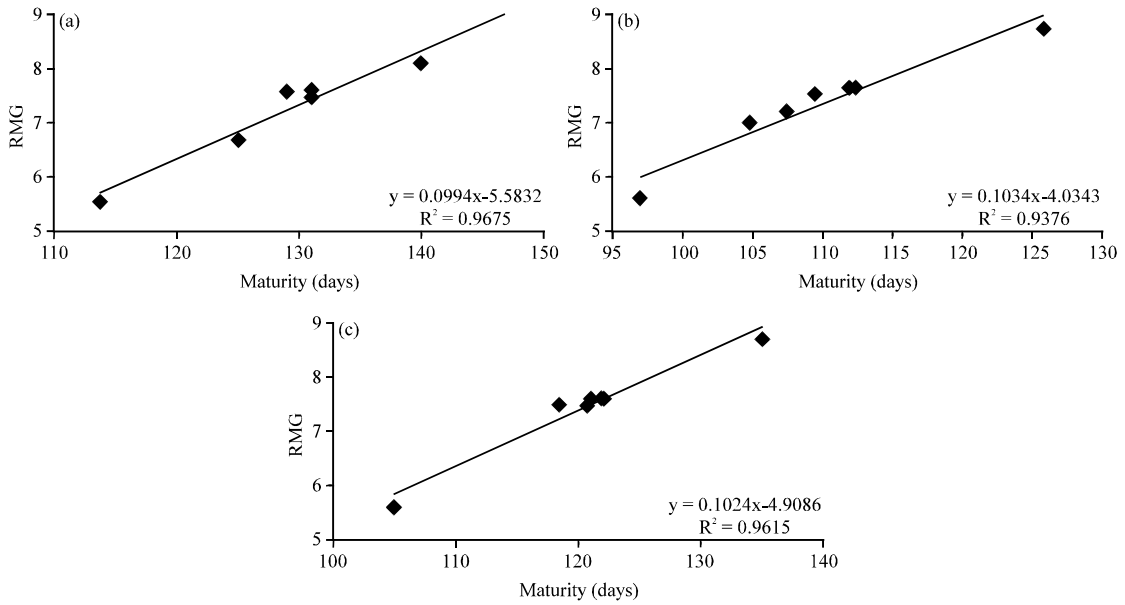 (a)
9
8
7
6
5
RMG
y = 0.0994x-5.5832
R² = 0.9675
110 120 130 140 150
Maturity (days)
(b)
9
8
7
6
5
RMG
y = 0.1034x-4.0343
R² = 0.9376
95 100 105 110 115 120 125 130
Maturity (days)
(c)
9
8
7
6
5
RMG
y = 0.1024x-4.9086
R² = 0.9615
100 110 120 130 140
Maturity (days)